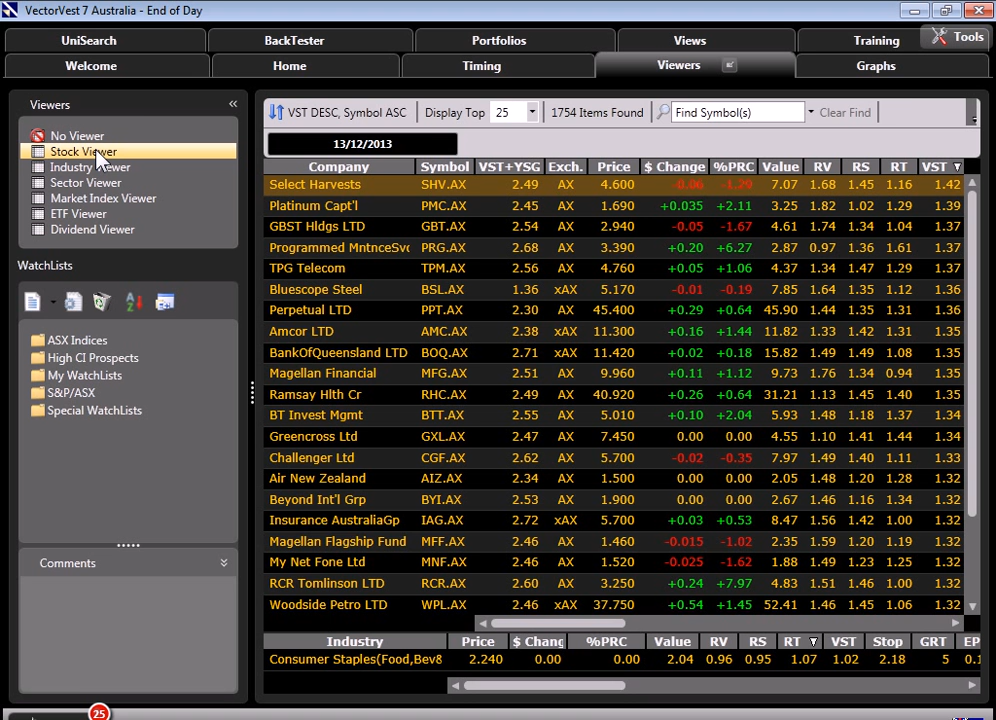 VectorVest 7 Australia - End of Day
UniSearch BackTester Portfolios Views Training Tools
Welcome Home Timing Viewers Graphs
Viewers «
No Viewer
Stock Viewer
Industry Viewer
Sector Viewer
Market Index Viewer
ETF Viewer
Dividend Viewer
WatchLists
ASX Indices
High CI Prospects
My WatchLists
S&P/ASX
Special WatchLists
Comments
25
VST DESC, Symbol ASC Display Top 25 1754 Items Found Find Symbol(s) Clear Find
13/12/2013
Company Symbol VST+YSG Exch. Price $ Change %PRC Value RV RS RT VST
Select Harvests SHV.AX 2.49 AX 4.600 -0.06 -1.29 7.07 1.68 1.45 1.16 1.42
Platinum Capt'l PMC.AX 2.45 AX 1.690 +0.035 +2.11 3.25 1.82 1.02 1.29 1.39
GBST Hldgs LTD GBT.AX 2.54 AX 2.940 -0.05 -1.67 4.61 1.74 1.34 1.04 1.37
Programmed MntnceSvc PRG.AX 2.68 AX 3.390 +0.20 +6.27 2.87 0.97 1.36 1.61 1.37
TPG Telecom TPM.AX 2.56 AX 4.760 +0.05 +1.06 4.37 1.34 1.47 1.29 1.37
Bluescope Steel BSL.AX 1.36 xAX 5.170 -0.01 -0.19 7.85 1.64 1.35 1.12 1.36
Perpetual LTD PPT.AX 2.30 AX 45.400 +0.29 +0.64 45.90 1.44 1.35 1.31 1.36
Amcor LTD AMC.AX 2.38 xAX 11.300 +0.16 +1.44 11.82 1.33 1.42 1.31 1.35
BankOfQueensland LTD BOQ.AX 2.71 xAX 11.420 +0.02 +0.18 15.82 1.49 1.49 1.08 1.35
Magellan Financial MFG.AX 2.51 AX 9.960 +0.11 +1.12 9.73 1.76 1.34 0.94 1.35
Ramsay Hlth Cr RHC.AX 2.49 AX 40.920 +0.26 +0.64 31.21 1.13 1.45 1.40 1.35
BT Invest Mgmt BTT.AX 2.55 AX 5.010 +0.10 +2.04 5.93 1.48 1.18 1.37 1.34
Greencross Ltd GXL.AX 2.47 AX 7.450 0.00 0.00 4.55 1.10 1.41 1.44 1.34
Challenger Ltd CGF.AX 2.62 AX 5.700 -0.02 -0.35 7.97 1.49 1.40 1.11 1.33
Air New Zealand AIZ.AX 2.34 AX 1.500 0.00 0.00 2.05 1.48 1.20 1.28 1.32
Beyond Int'l Grp BYI.AX 2.53 AX 1.900 0.00 0.00 2.67 1.46 1.16 1.34 1.32
Insurance AustraliaGp IAG.AX 2.72 xAX 5.700 +0.03 +0.53 8.47 1.56 1.42 1.00 1.32
Magellan Flagship Fund MFF.AX 2.46 AX 1.460 -0.015 -1.02 2.35 1.59 1.20 1.19 1.32
My Net Fone Ltd MNF.AX 2.46 AX 1.520 -0.025 -1.62 1.88 1.49 1.23 1.25 1.32
RCR Tomlinson LTD RCR.AX 2.60 AX 3.250 +0.24 +7.97 4.83 1.51 1.46 1.00 1.32
Woodside Petro LTD WPL.AX 2.46 xAX 37.750 +0.54 +1.45 52.41 1.46 1.45 1.06 1.32
Industry Price $ Chang %PRC Value RV RS RT VST Stop GRT EP
Consumer Staples(Food,Bev& 2.240 0.00 0.00 2.04 0.96 0.95 1.07 1.02 2.18 5 0.1